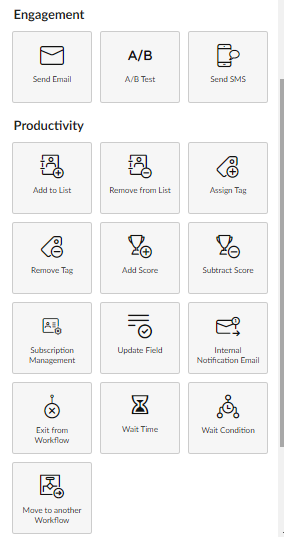 Engagement
A/B
Send Email
A/B Test
Send SMS
Productivity
Add to List
Remove from List
Assign Tag
Remove Tag
Add Score
Subtract Score
Subscription
Management
Update Field
Internal
Notification Email
Exit from
Workflow
Wait Time
Wait Condition
Move to another
Workflow